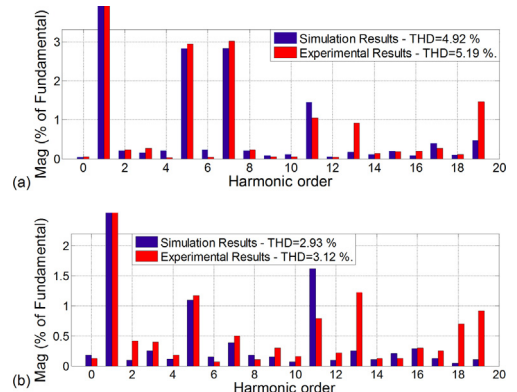 Mag (% of Fundamental)
3
2
1
0
Simulation Results - THD=4.92 %
Experimental Results - THD=5.19 %.
0 2 4 6 8 10 12 14 16 18 20
(a)
Harmonic order
Mag (% of Fundamental)
2
1.5
1
0.5
0
Simulation Results - THD=2.93 %
Experimental Results - THD=3.12 %.
0 2 4 6 8 10 12 14 16 18 20
(b)
Harmonic order